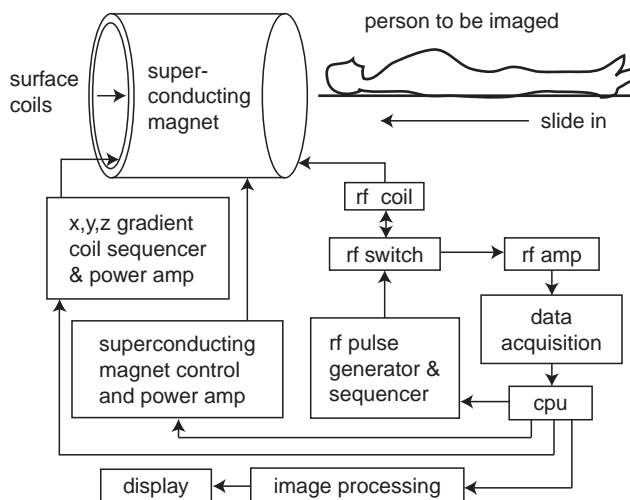 person to be imaged
surface
coils
super-
conducting
magnet
slide in
rf coil
x,y,z gradient
coil sequencer
& power amp
rf switch
rf amp
superconducting
magnet control
and power amp
rf pulse
generator &
sequencer
data
acquisition
cpu
display
image processing